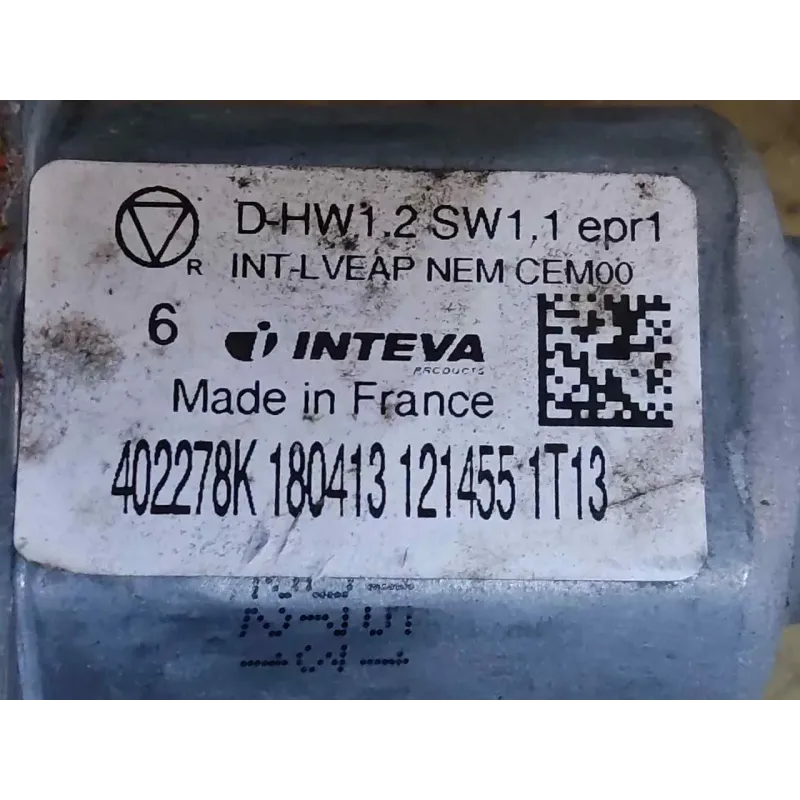 D-HW1.2 SW1.1 epr1
R INT-LVEAP NEM CEM00
6 INTEVA
PRODUCTS
Made in France
402278K 180413 121455 1T13